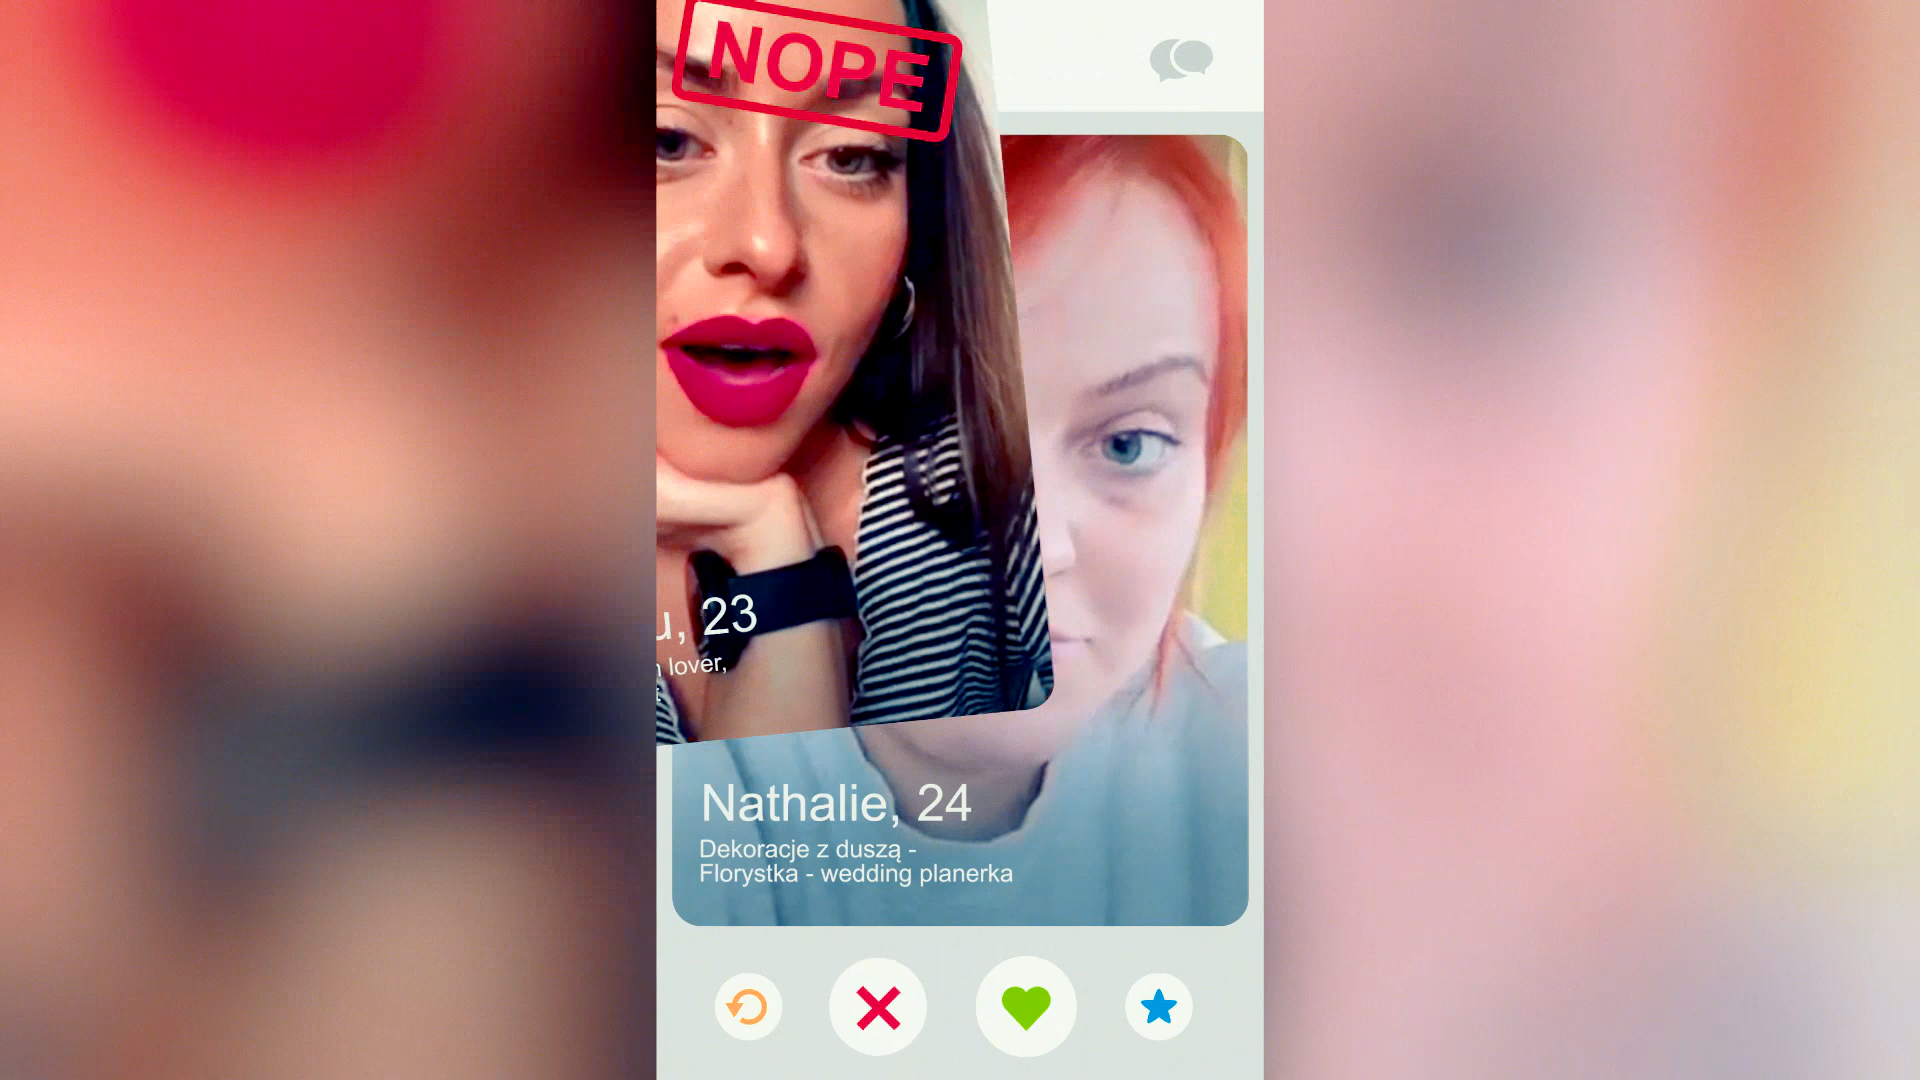 NOPE
, 23
lover,
Nathalie, 24
Dekoracje z duszą -
Florystka - wedding planerka